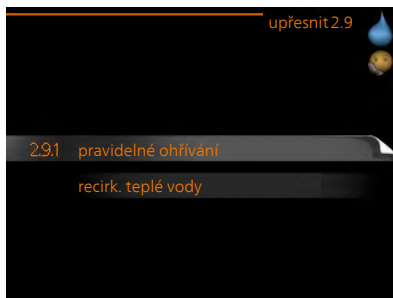 upřesnit 2.9
2.9.1 pravidelné ohřívání
recirk. teplé vody